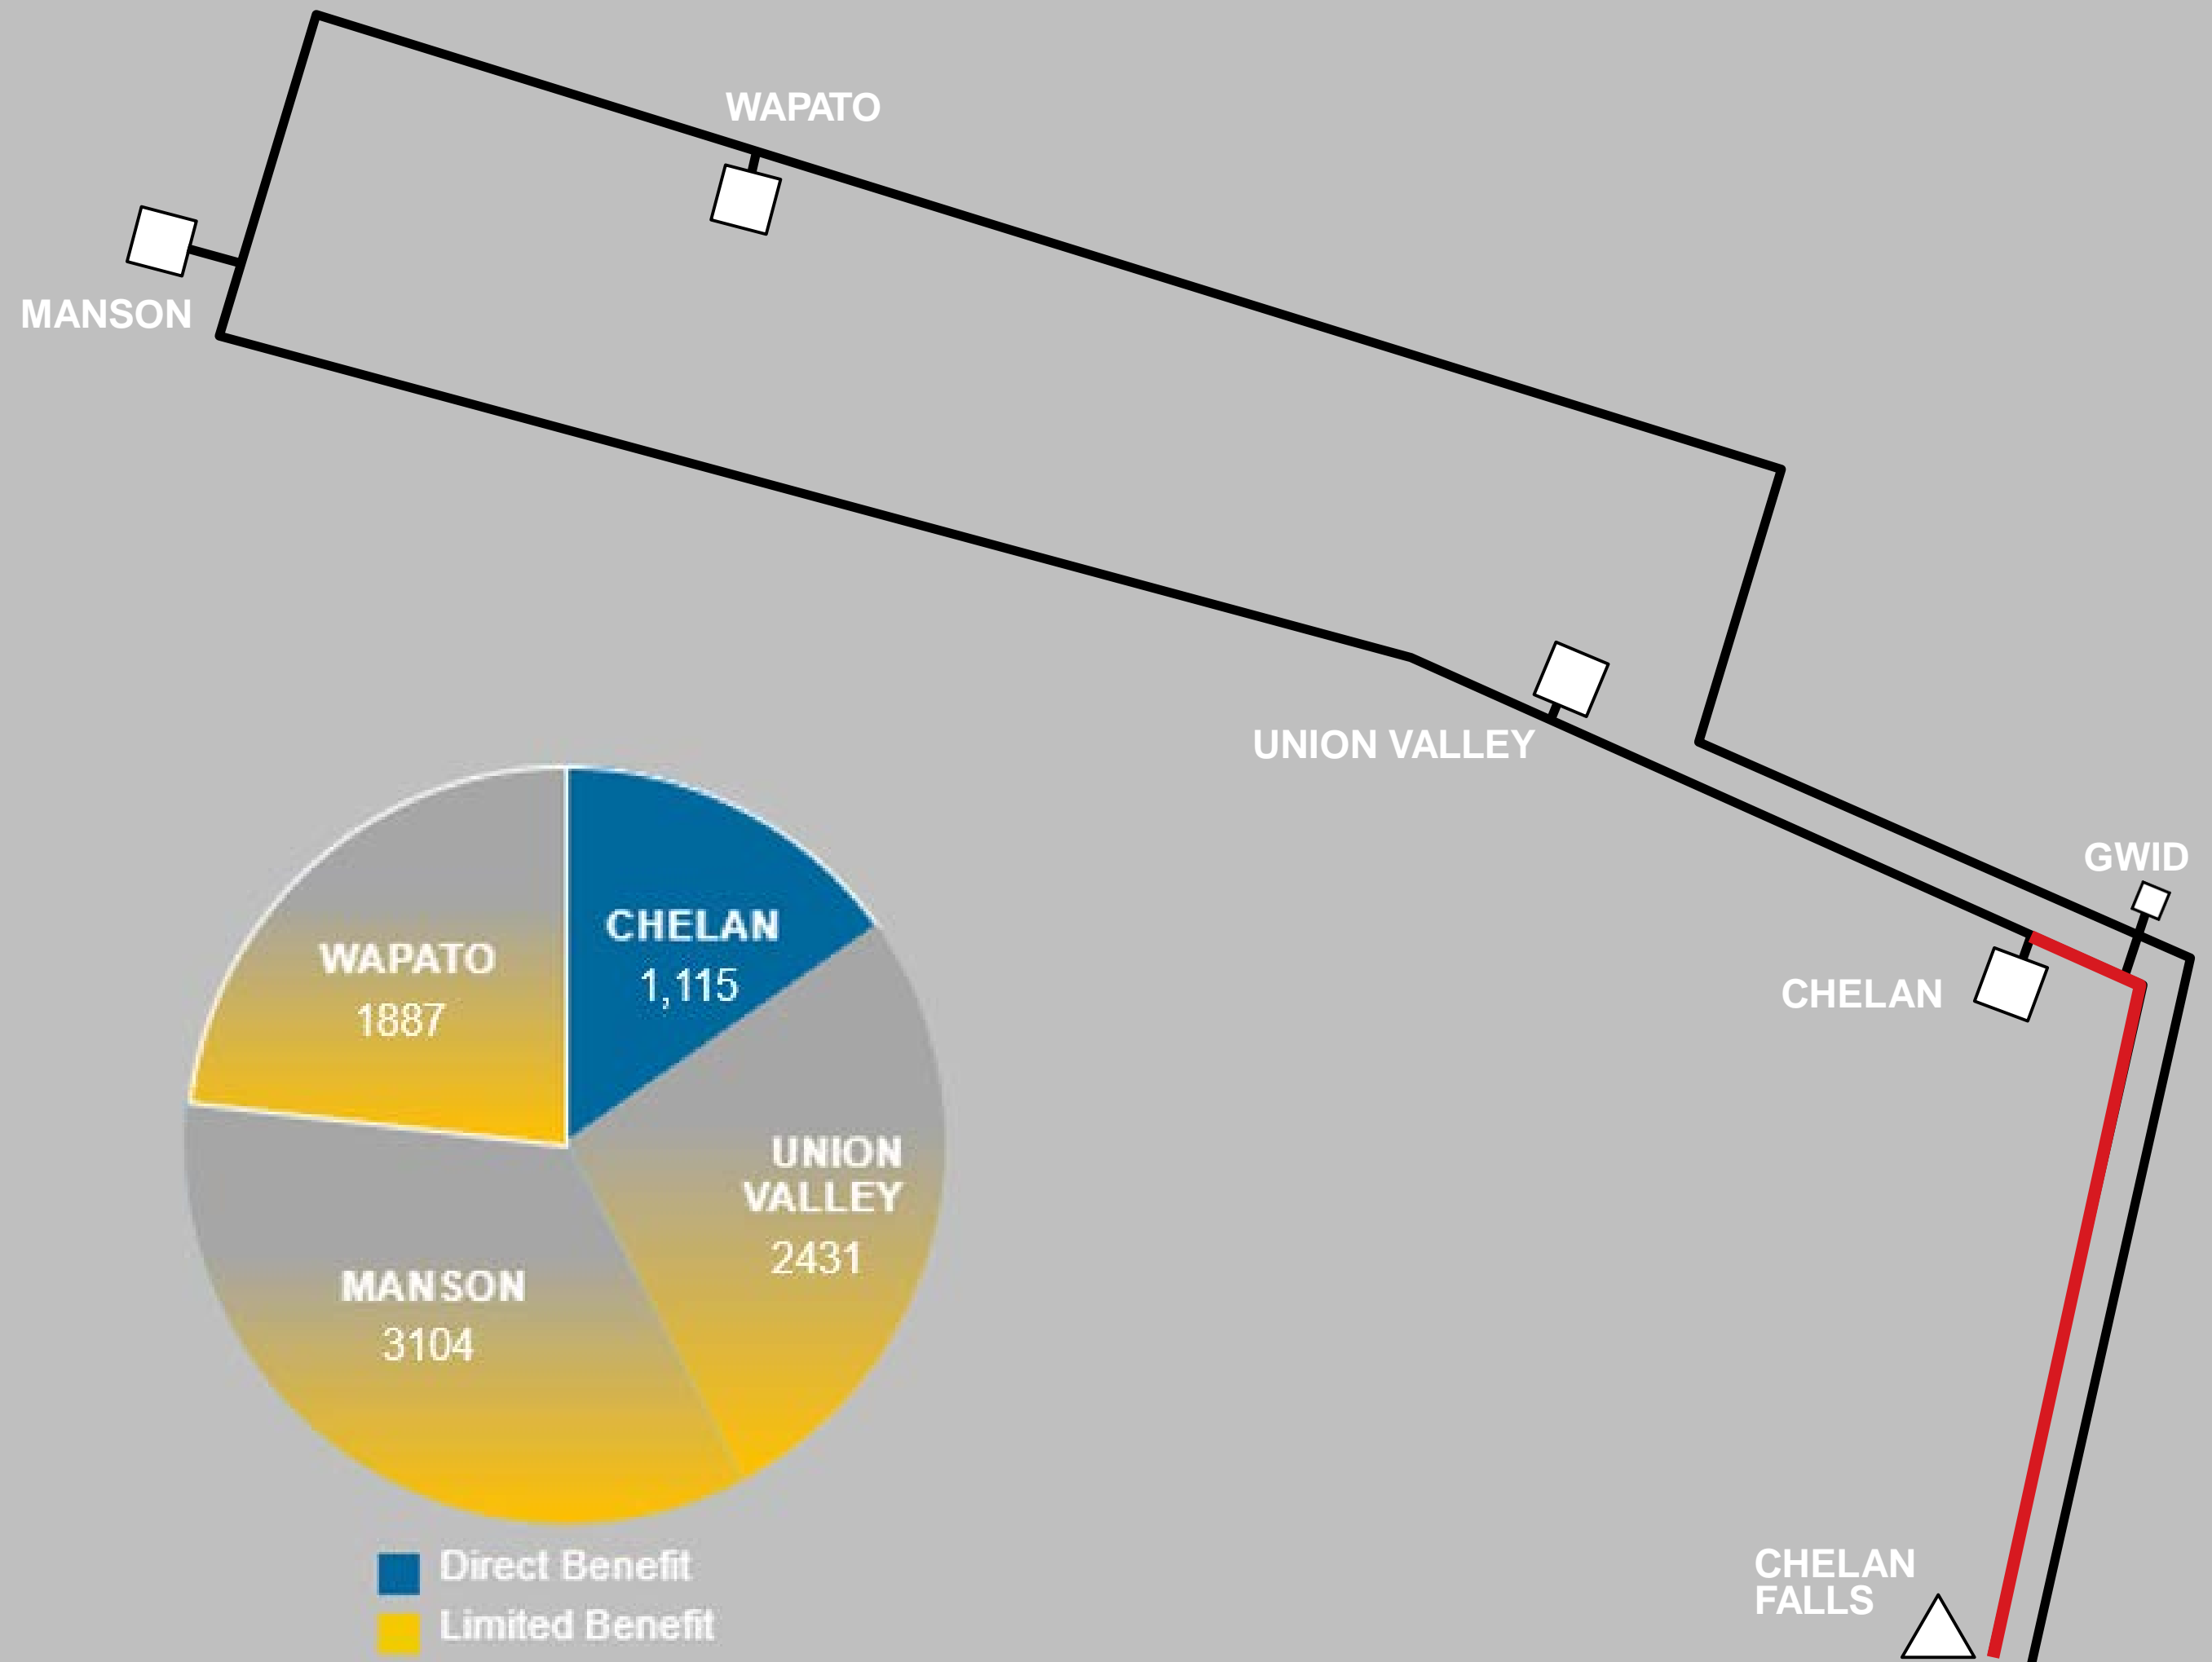 WAPATO
MANSON
UNION VALLEY
GWID
CHELAN
CHELAN
FALLS
CHELAN
1,115
WAPATO
1887
UNION
VALLEY
2431
MANSON
3104
Direct Benefit
Limited Benefit